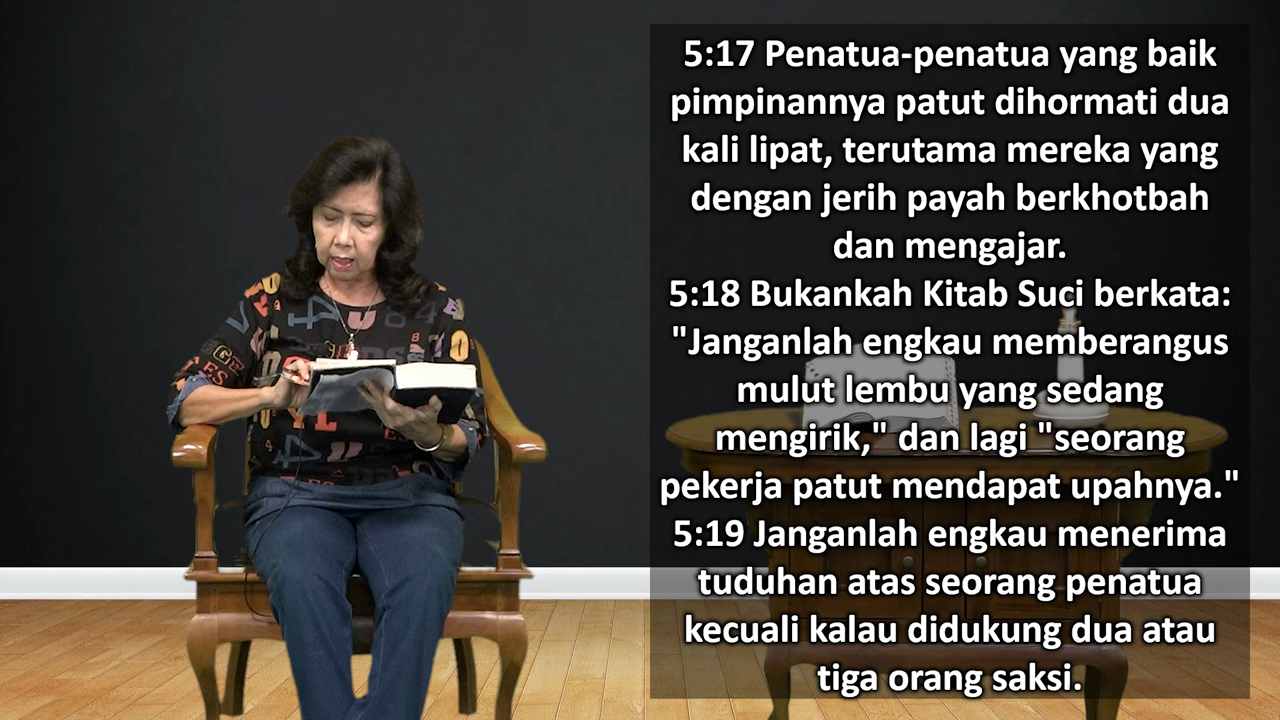 5:17 Penatua-penatua yang baik
pimpinannya patut dihormati dua
kali lipat, terutama mereka yang
dengan jerih payah berkhotbah
dan mengajar.
5:18 Bukankah Kitab Suci berkata:
"Janganlah engkau memberangus
mulut lembu yang sedang
mengirik," dan lagi "seorang
pekerja patut mendapat upahnya."
5:19 Janganlah engkau menerima
tuduhan atas seorang penatua
kecuali kalau didukung dua atau
tiga orang saksi.